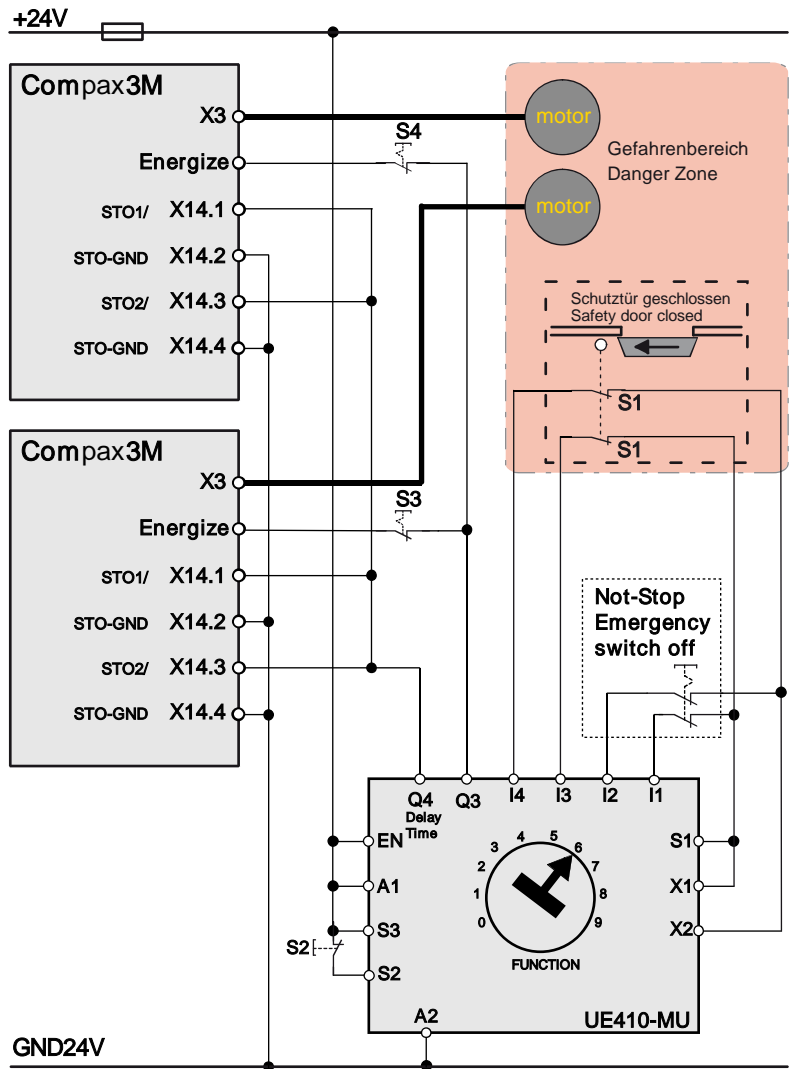 +24V
Compax3M
X3
Energize
STO1/ X14.1
STO-GND X14.2
STO2/ X14.3
STO-GND X14.4
S4
motor
motor
Gefahrenbereich
Danger Zone
Schutztür geschlossen
Safety door closed
S1
S1
Compax3M
X3
Energize
STO1/ X14.1
STO-GND X14.2
STO2/ X14.3
STO-GND X14.4
S3
Not-Stop
Emergency
switch off
Q4
Delay
Time
Q3
I4
I3
I2
I1
EN
A1
S3
S2
S2
0
1
2
3
4
5
6
7
8
9
FUNCTION
S1
X1
X2
A2
UE410-MU
GND24V